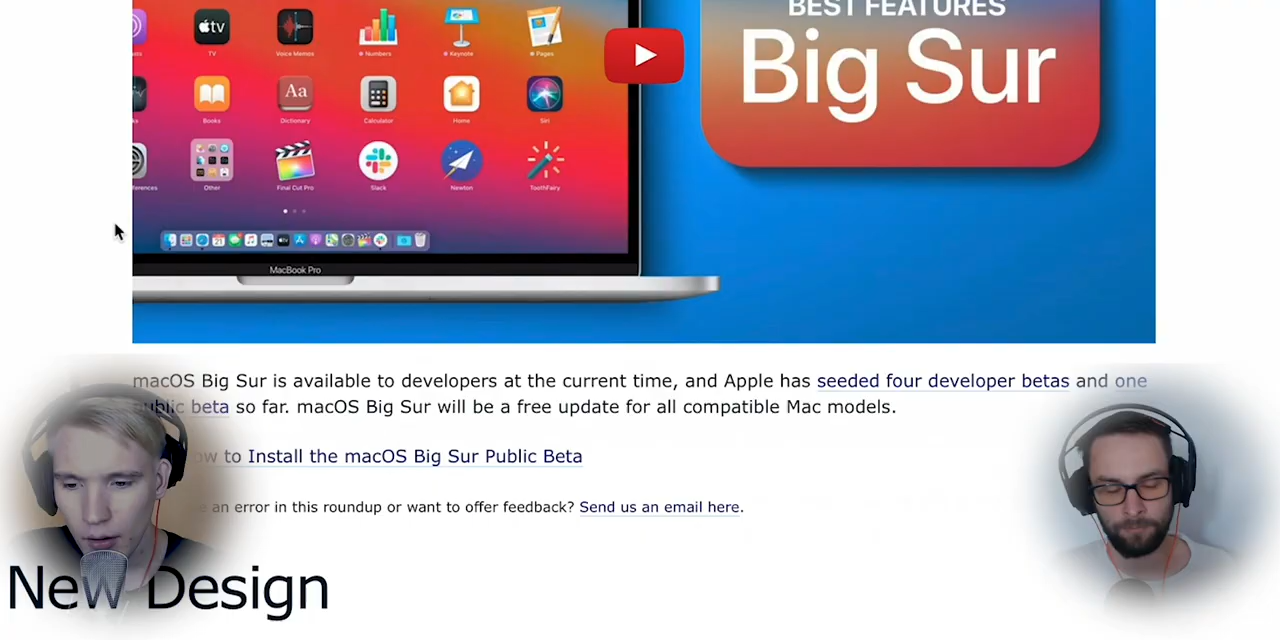 BEST FEATURES
Big Sur
TV
Voice Memos
Numbers
Keynote
Pages
Aa
Books
Dictionary
Calculator
Home
Siri
Other
Final Cut Pro
Slack
Newton
ToothFairy
MacBook Pro
macOS Big Sur is available to developers at the current time, and Apple has seeded four developer betas and one
public beta so far. macOS Big Sur will be a free update for all compatible Mac models.
to Install the macOS Big Sur Public Beta
an error in this roundup or want to offer feedback? Send us an email here.
New Design